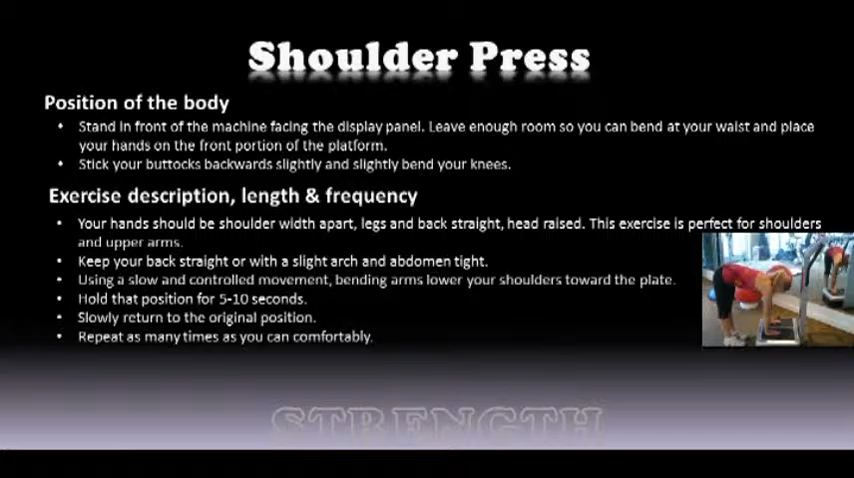 Shoulder Press
Position of the body
• Stand in front of the machine facing the display panel. Leave enough room so you can bend at your waist and place
your hands on the front portion of the platform.
• Stick your buttocks backwards slightly and slightly bend your knees.
Exercise description, length & frequency
• Your hands should be shoulder width apart, legs and back straight, head raised. This exercise is perfect for shoulders
and upper arms.
• Keep your back straight or with a slight arch and abdomen tight.
• Using a slow and controlled movement, bending arms lower your shoulders toward the plate.
• Hold that position for 5-10 seconds.
• Slowly return to the original position.
• Repeat as many times as you can comfortably.
STRENGTH